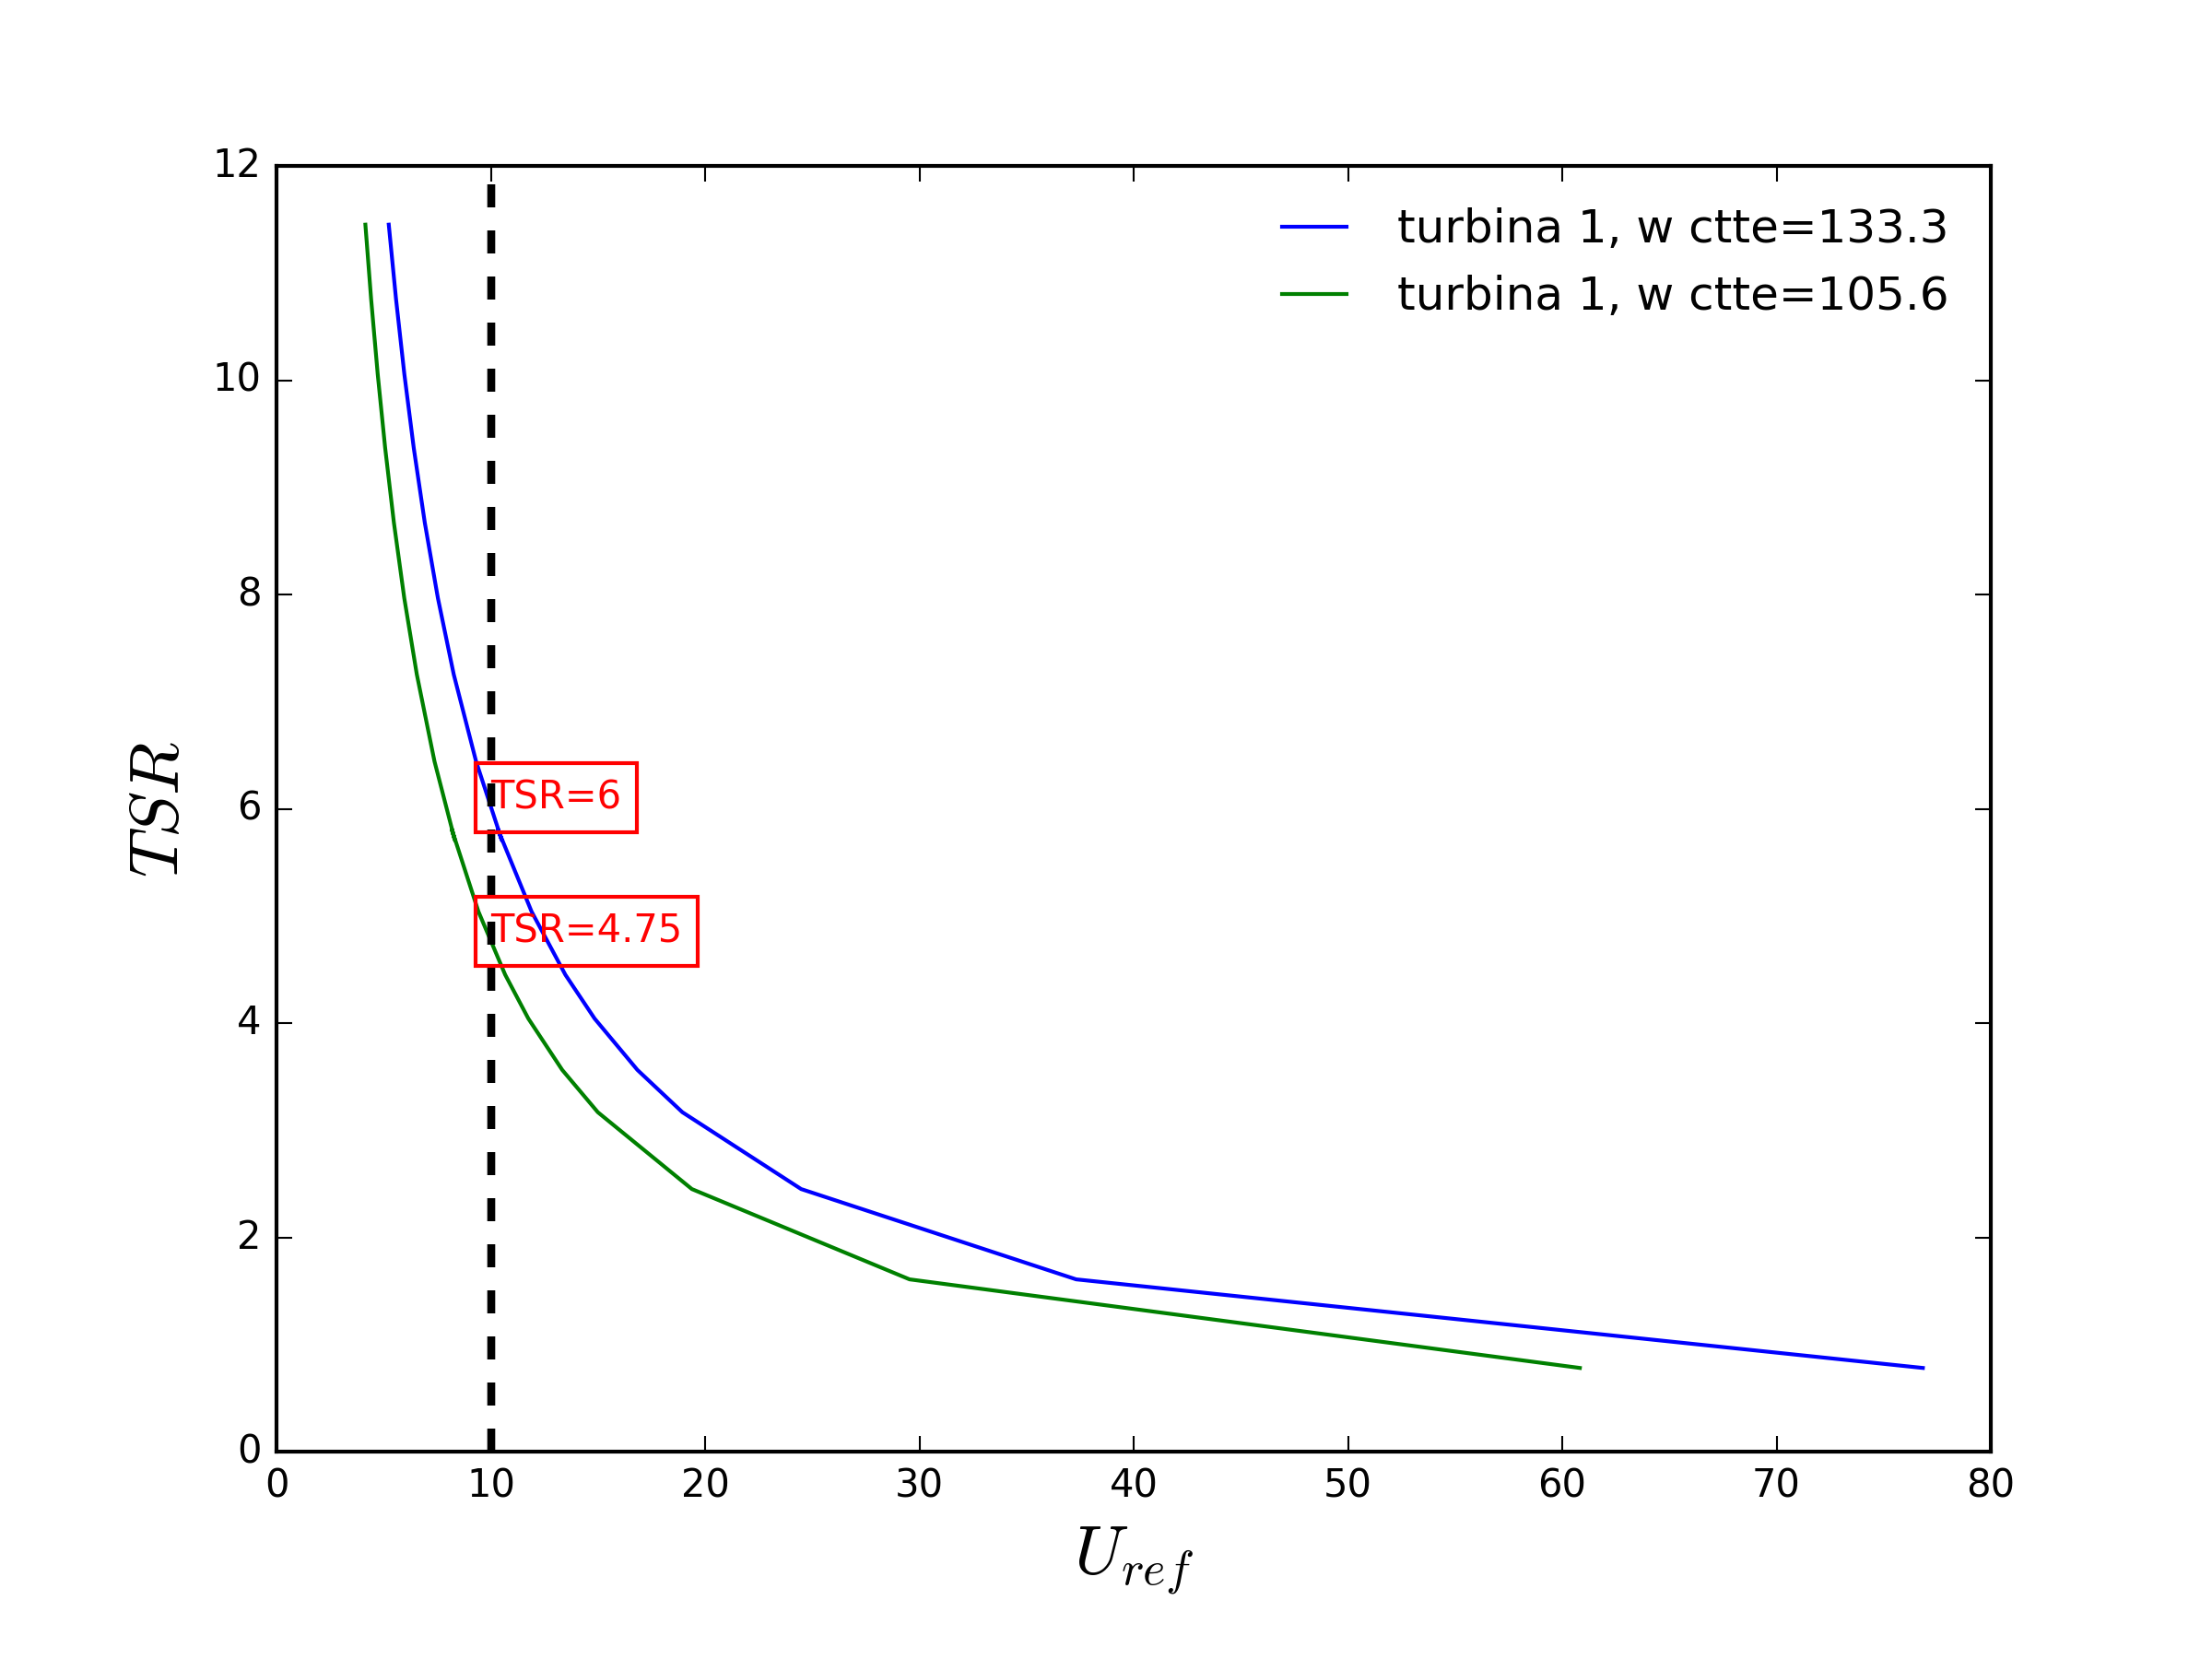 12
10
8
6
4
2
0
TSR
turbina 1, w ctte=133.3
turbina 1, w ctte=105.6
TSR=6
TSR=4.75
0 10 20 30 40 50 60 70 80
U_ref